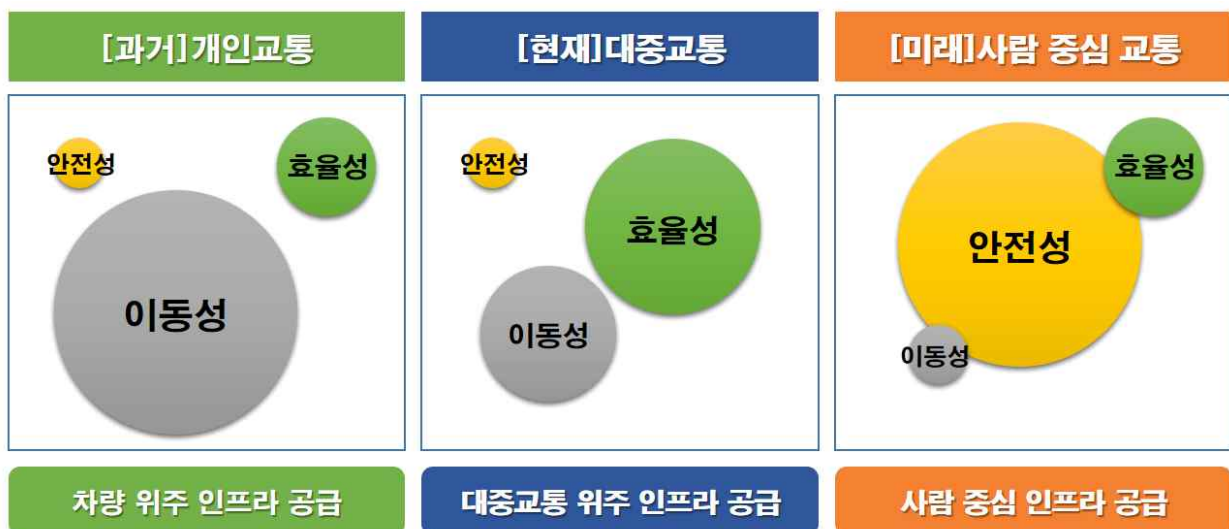 [과거]개인교통
[현재]대중교통
[미래]사람 중심 교통
안전성
효율성
이동성
안전성
효율성
이동성
안전성
효율성
이동성
차량 위주 인프라 공급
대중교통 위주 인프라 공급
사람 중심 인프라 공급